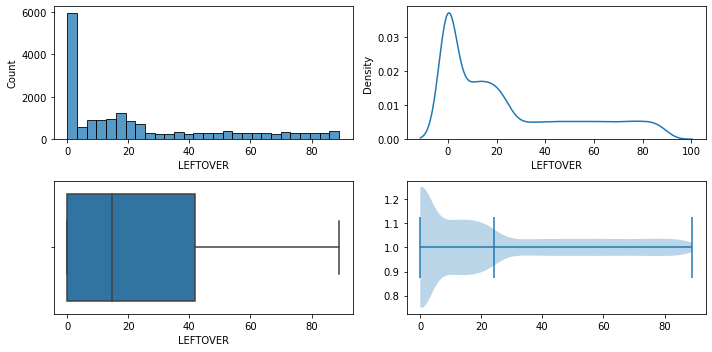 6000
4000
2000
0
Count
0 20 40 60 80
LEFTOVER
0.03
0.02
0.01
0.00
Density
0 20 40 60 80 100
LEFTOVER
0 20 40 60 80
LEFTOVER
1.2
1.1
1.0
0.9
0.8
0 20 40 60 80